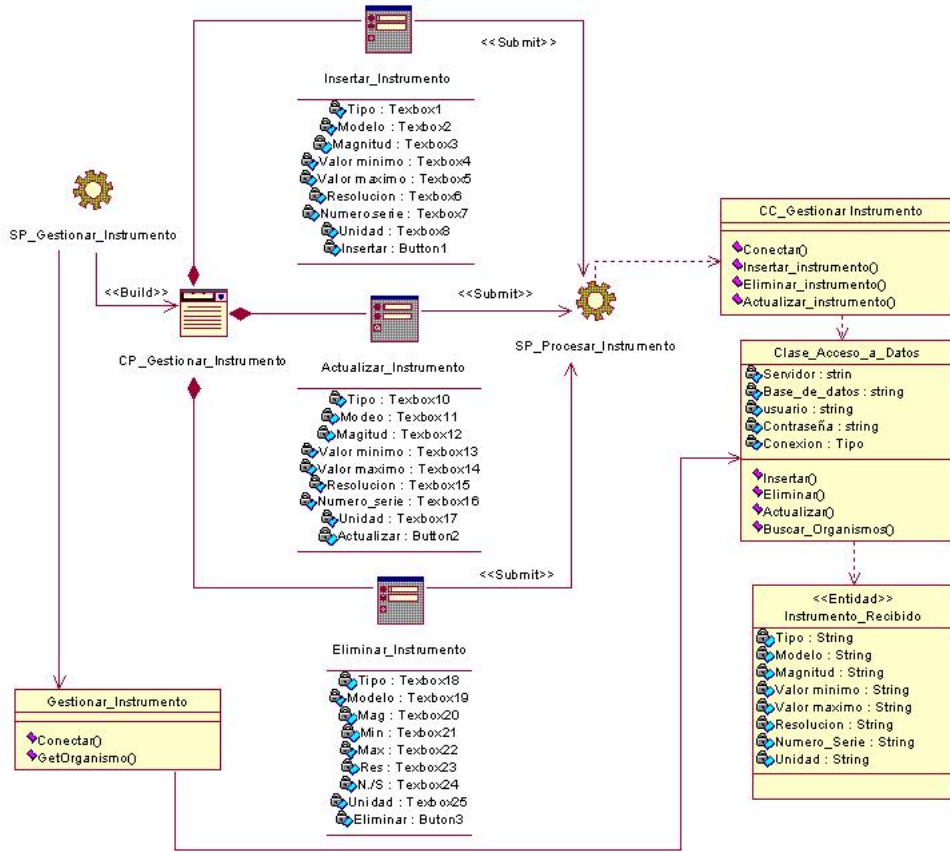 <<Submit>>
Insertar_Instrumento
Tipo : Texbox1
Modelo : Texbox2
Magnitud : Texbox3
Valor minimo : Texbox4
Valor maximo : Texbox5
Resolucion : Texbox6
Numeroserie : Texbox7
Unidad : Texbox8
Insertar : Button1
SP_Gestionar_Instrumento
<<Build>>
CP_Gestionar_Instrumento
<<Submit>>
Actualizar_Instrumento
Tipo : Texbox10
Modeo : Texbox11
Magitud : Texbox12
Valor minimo : Texbox13
Valor maximo : Texbox14
Resolucion : Texbox15
Numero_serie : Texbox16
Unidad : Texbox17
Actualizar : Button2
SP_Procesar_Instrumento
<<Submit>>
Eliminar_Instrumento
Tipo : Texbox18
Modelo : Texbox19
Mag : Texbox20
Min : Texbox21
Max : Texbox22
Res : Texbox23
N./S : Texbox24
Unidad : Texbox25
Eliminar : Buton3
Gestionar_Instrumento
Conectar()
GetOrganismo()
CC_Gestionar Instrumento
Conectar()
Insertar_instrumento()
Eliminar_instrumento()
Actualizar_instrumento()
Clase_Acceso_a_Datos
Servidor : strin
Base_de_datos : string
usuario : string
Contraseña : string
Conexion : Tipo
Insertar()
Eliminar()
Actualizar()
Buscar_Organismos()
<<Entidad>>
Instrumento_Recibido
Tipo : String
Modelo : String
Magnitud : String
Valor minimo : String
Valor maximo : String
Resolucion : String
Numero_Serie : String
Unidad : String